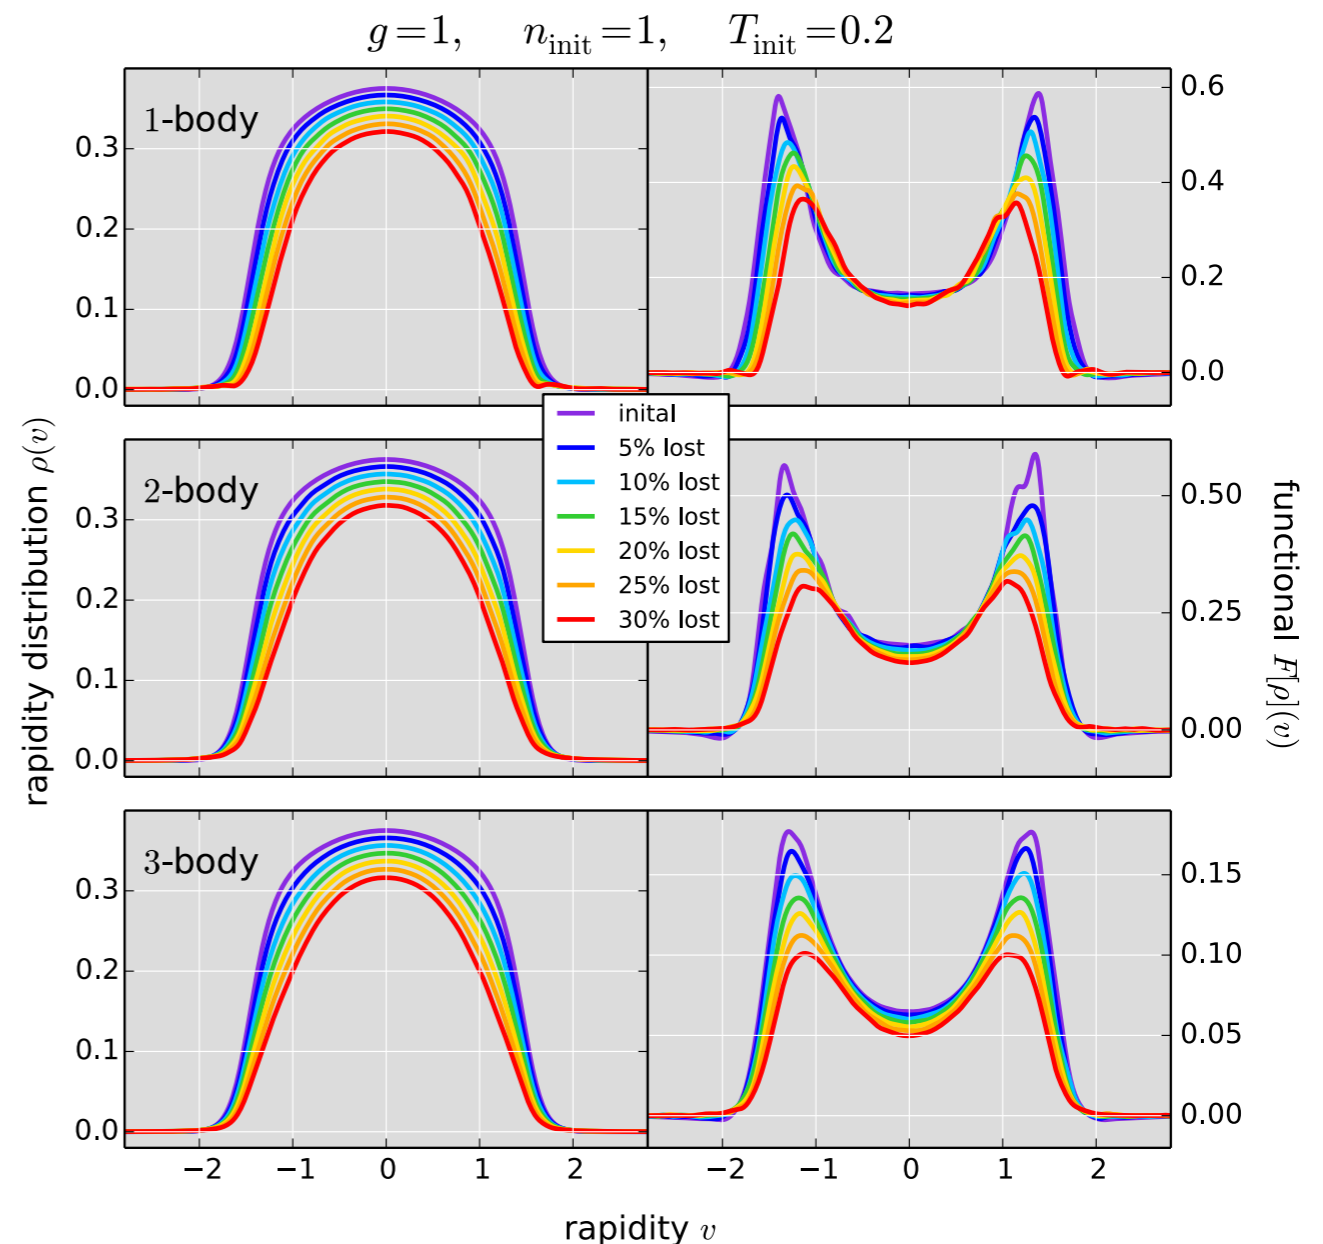 g=1, n_init=1, T_init=0.2
1-body
0.3
0.2
0.1
0.0
0.6
0.4
0.2
0.0
inital
5% lost
10% lost
15% lost
20% lost
25% lost
30% lost
2-body
0.3
0.2
0.1
0.0
0.50
0.25
0.00
3-body
0.3
0.2
0.1
0.0
0.15
0.10
0.05
0.00
−2 −1 0 1 2 −2 −1 0 1 2
rapidity v
rapidity distribution ρ(v)
functional F[ρ](v)